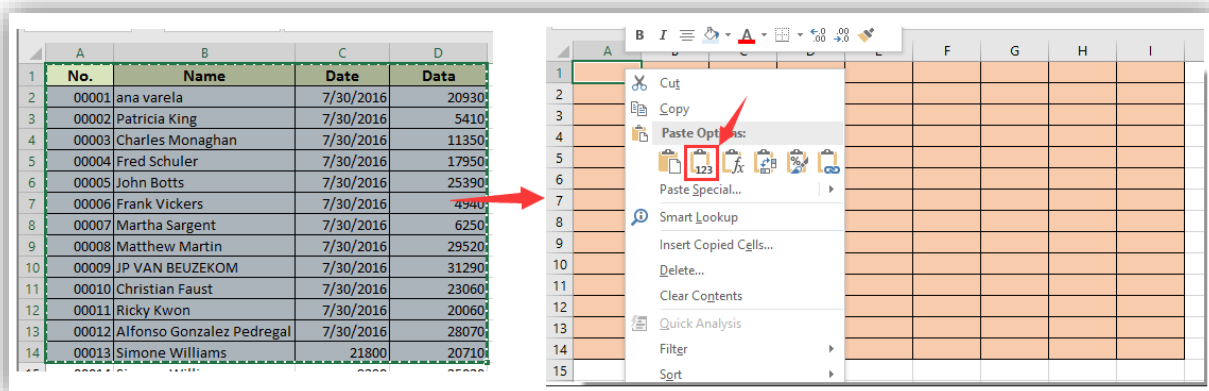 A B C D
1 No. Name Date Data
2 00001 ana varela 7/30/2016 20930
3 00002 Patricia King 7/30/2016 5410
4 00003 Charles Monaghan 7/30/2016 11350
5 00004 Fred Schuler 7/30/2016 17950
6 00005 John Botts 7/30/2016 25390
7 00006 Frank Vickers 7/30/2016 4940
8 00007 Martha Sargent 7/30/2016 6250
9 00008 Matthew Martin 7/30/2016 29520
10 00009 JP VAN BEUZEKOM 7/30/2016 31290
11 00010 Christian Faust 7/30/2016 23060
12 00011 Ricky Kwon 7/30/2016 20060
13 00012 Alfonso Gonzalez Pedregal 7/30/2016 28070
14 00013 Simone Williams 21800 20710
B I A .00 .00
A F G H I
1
2
3
4
5
6
7
8
9
10
11
12
13
14
15
Cut
Copy
Paste Options:
123 fx %
Paste Special...
Smart Lookup
Insert Copied Cells...
Delete...
Clear Contents
Quick Analysis
Filter
Sort